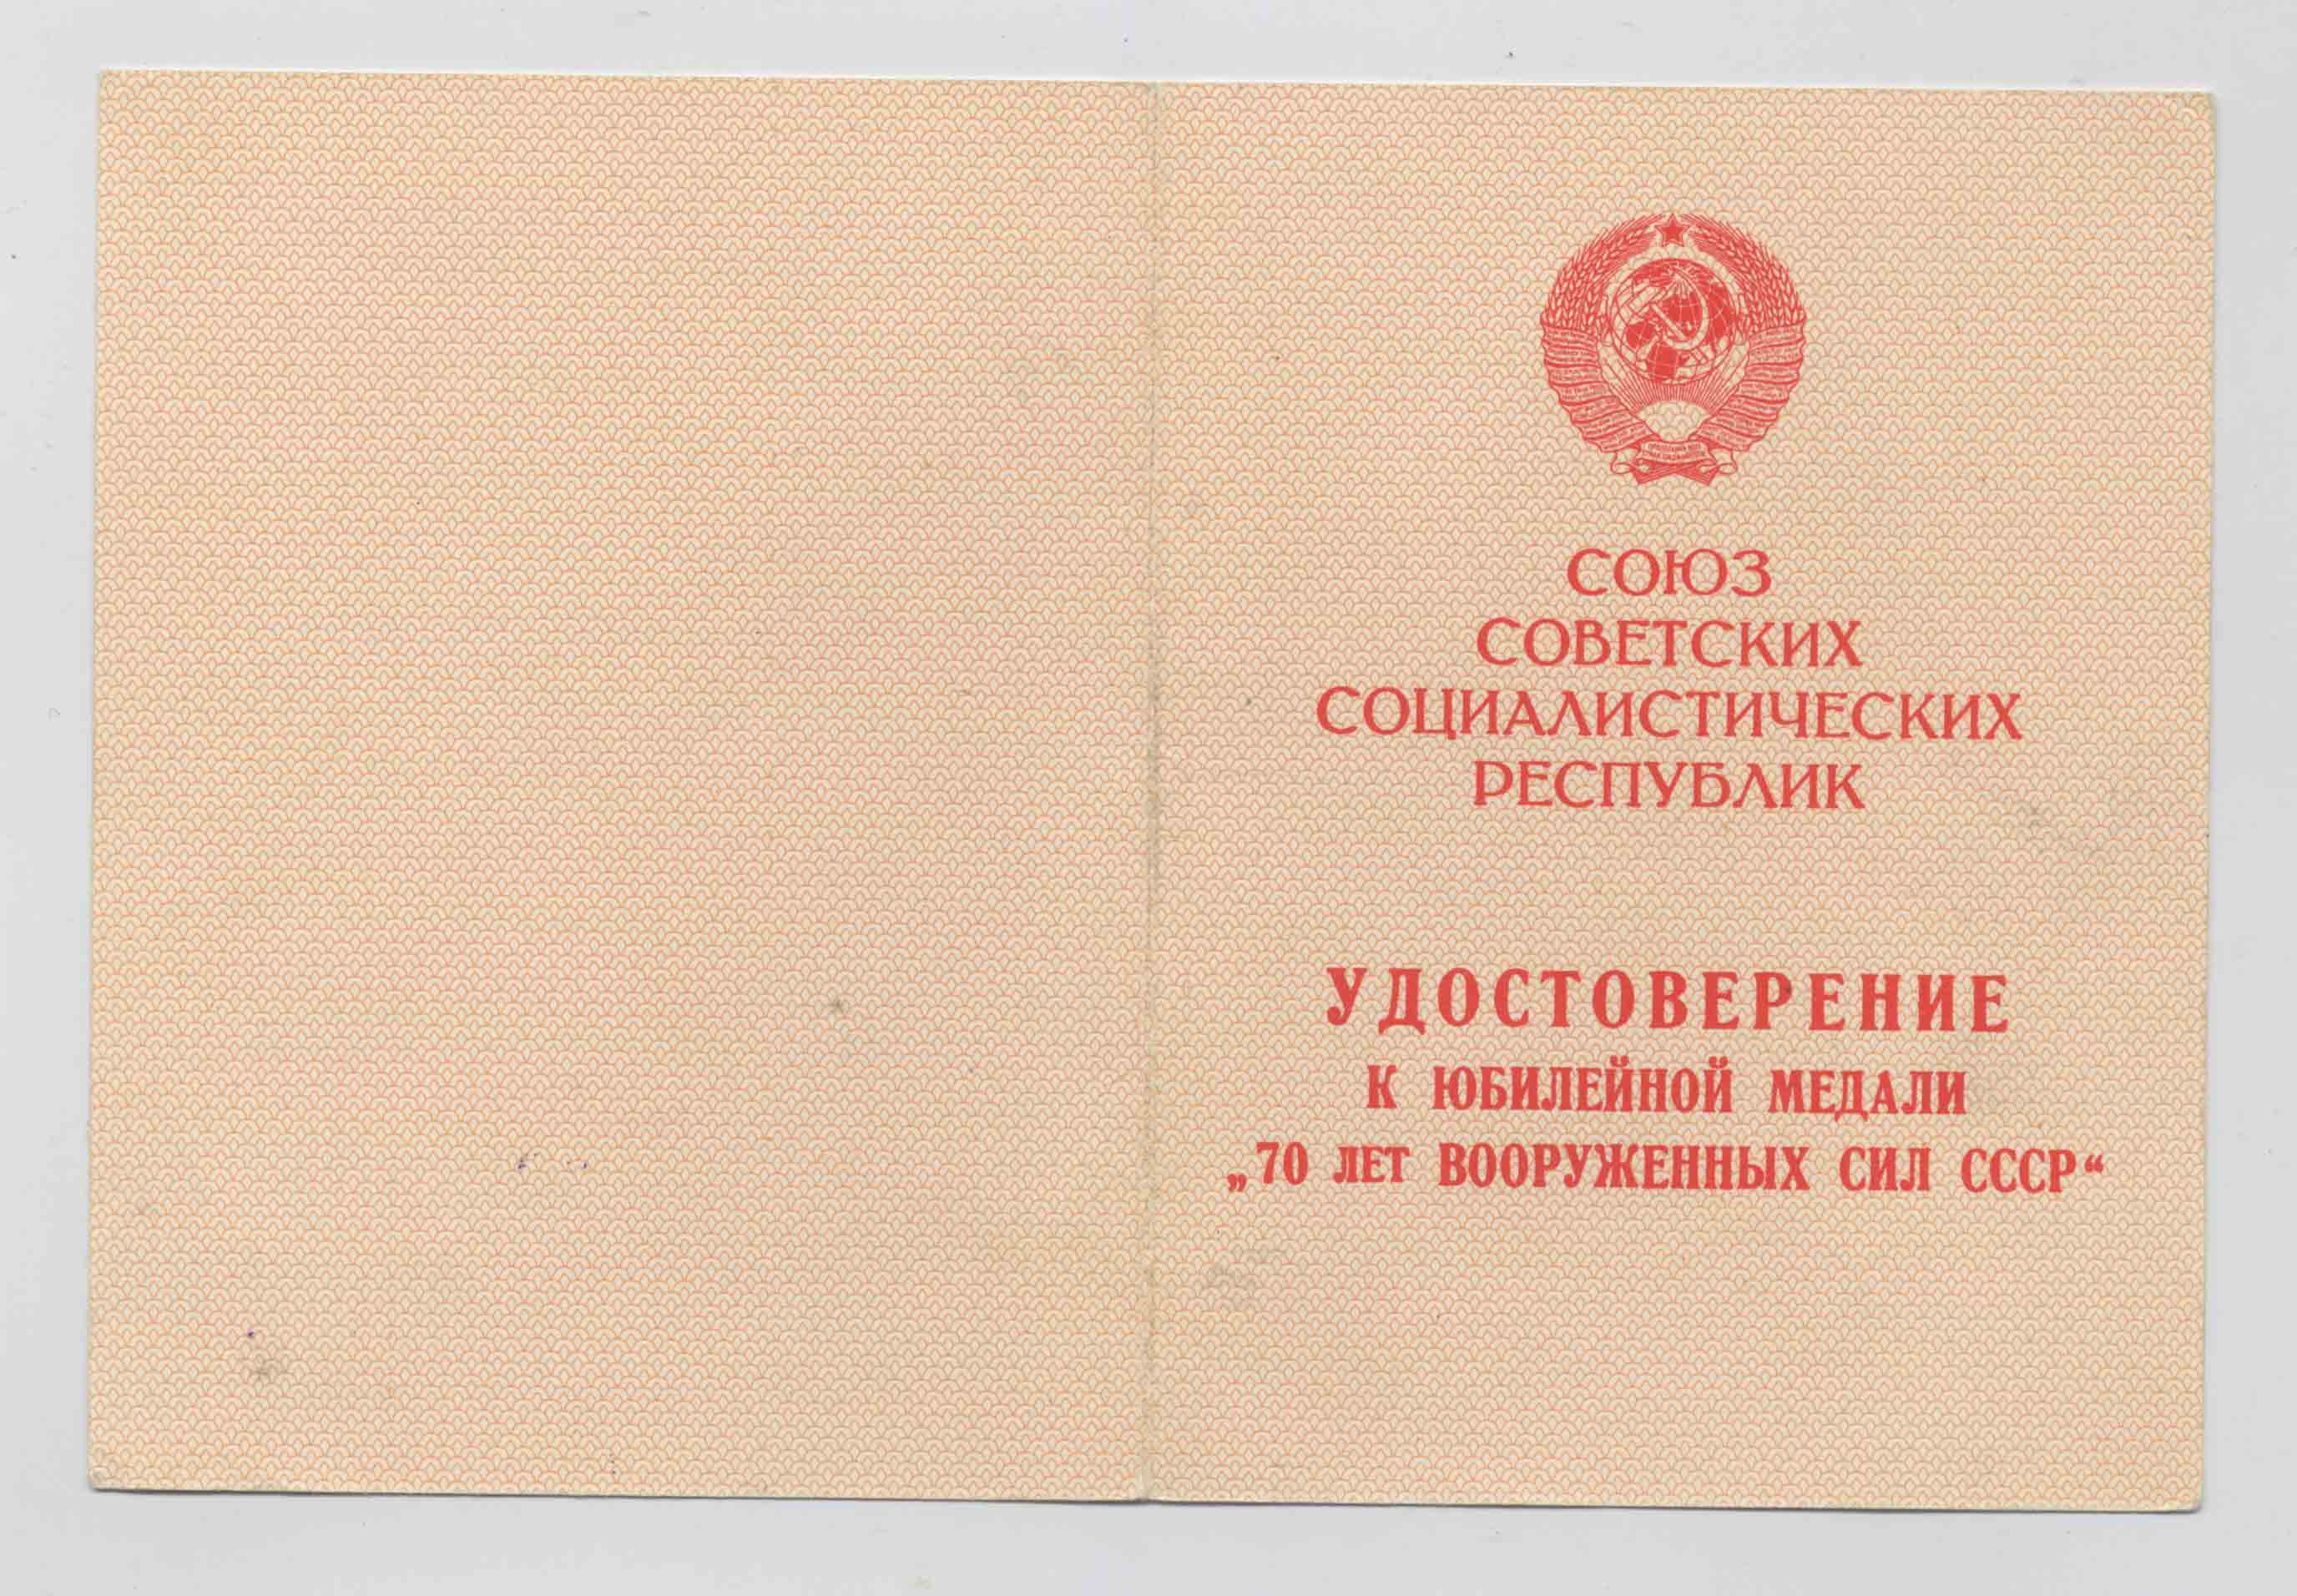 СОЮЗ
СОВЕТСКИХ
СОЦИАЛИСТИЧЕСКИХ
РЕСПУБЛИК
УДОСТОВЕРЕНИЕ
К ЮБИЛЕЙНОЙ МЕДАЛИ
„70 ЛЕТ ВООРУЖЕННЫХ СИЛ СССР“